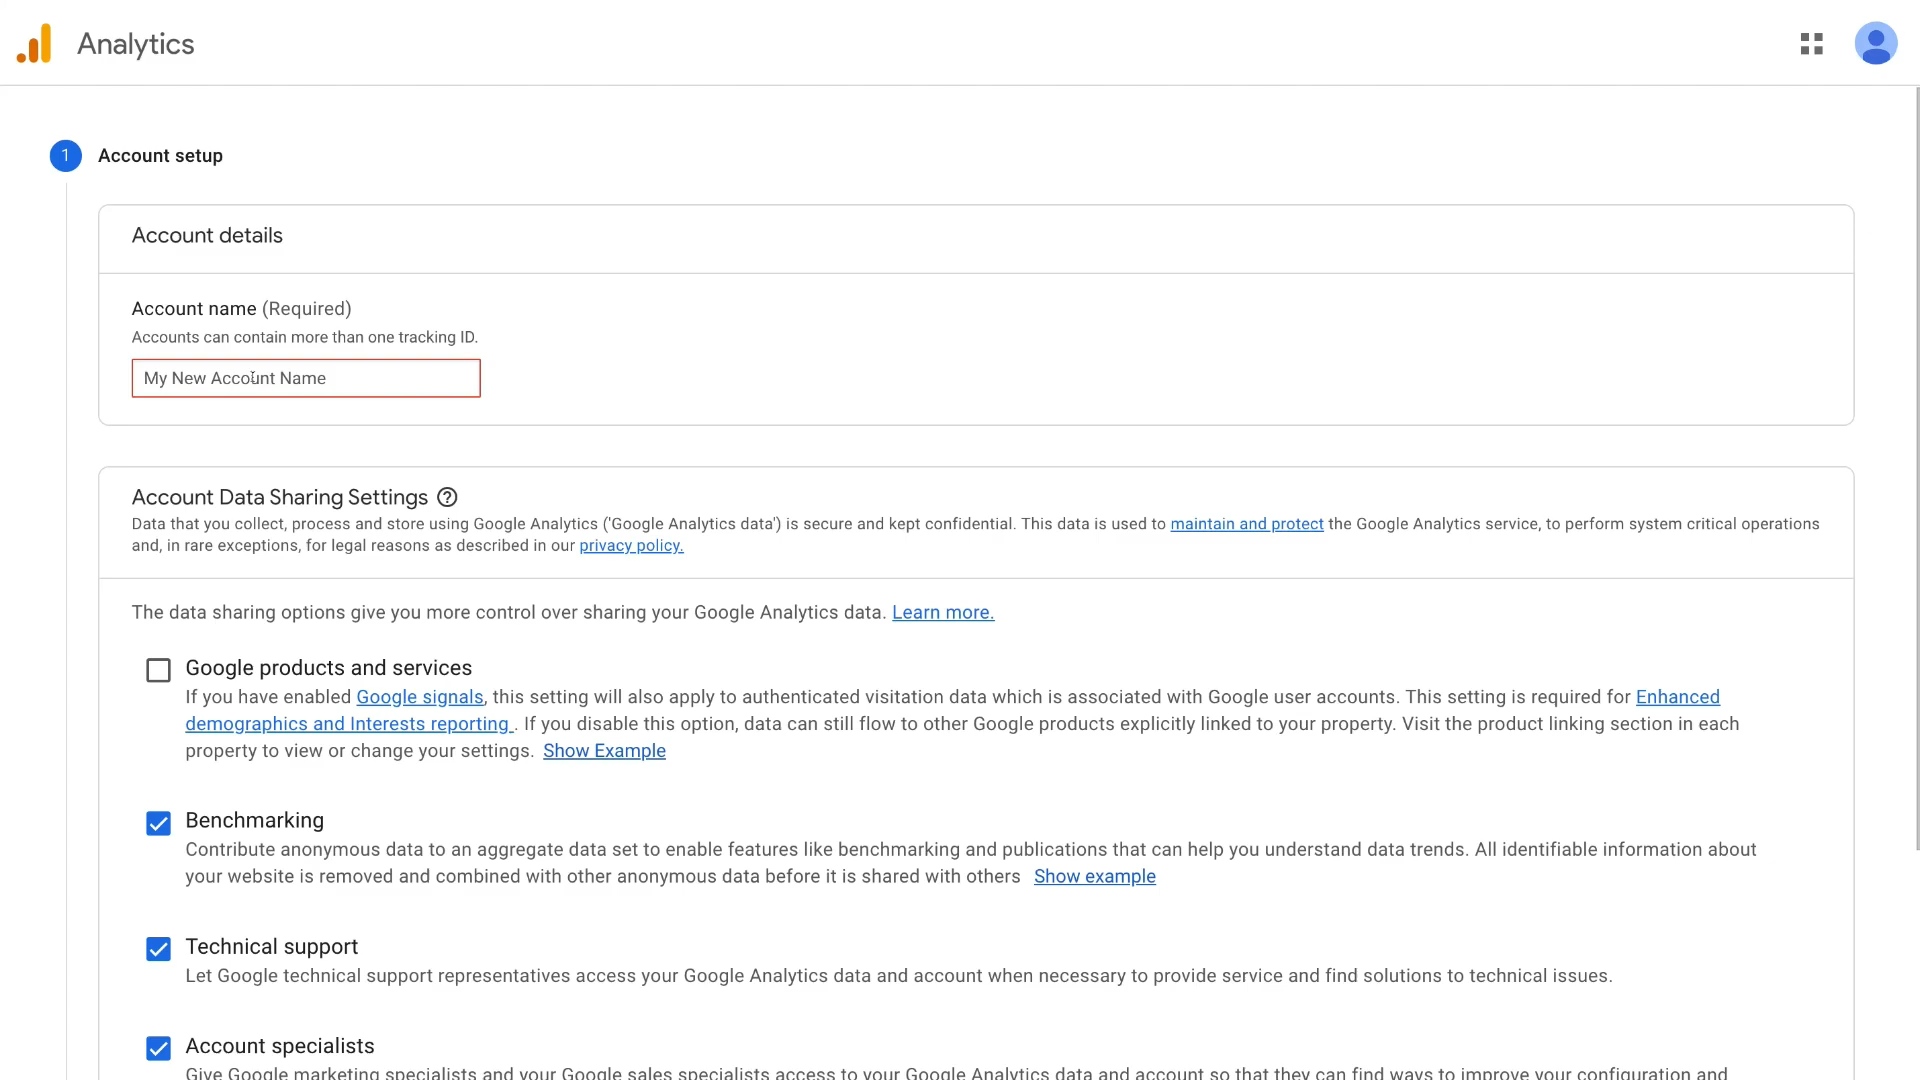 Analytics
1 Account setup
Account details
Account name (Required)
Accounts can contain more than one tracking ID.
My New Account Name
Account Data Sharing Settings
Data that you collect, process and store using Google Analytics ('Google Analytics data') is secure and kept confidential. This data is used to maintain and protect the Google Analytics service, to perform system critical operations
and, in rare exceptions, for legal reasons as described in our privacy policy.
The data sharing options give you more control over sharing your Google Analytics data. Learn more.
Google products and services
If you have enabled Google signals, this setting will also apply to authenticated visitation data which is associated with Google user accounts. This setting is required for Enhanced
demographics and Interests reporting . If you disable this option, data can still flow to other Google products explicitly linked to your property. Visit the product linking section in each
property to view or change your settings. Show Example
Benchmarking
Contribute anonymous data to an aggregate data set to enable features like benchmarking and publications that can help you understand data trends. All identifiable information about
your website is removed and combined with other anonymous data before it is shared with others Show example
Technical support
Let Google technical support representatives access your Google Analytics data and account when necessary to provide service and find solutions to technical issues.
Account specialists
Give Google marketing specialists and your Google sales specialists access to your Google Analytics data and account so that they can find ways to improve your configuration and